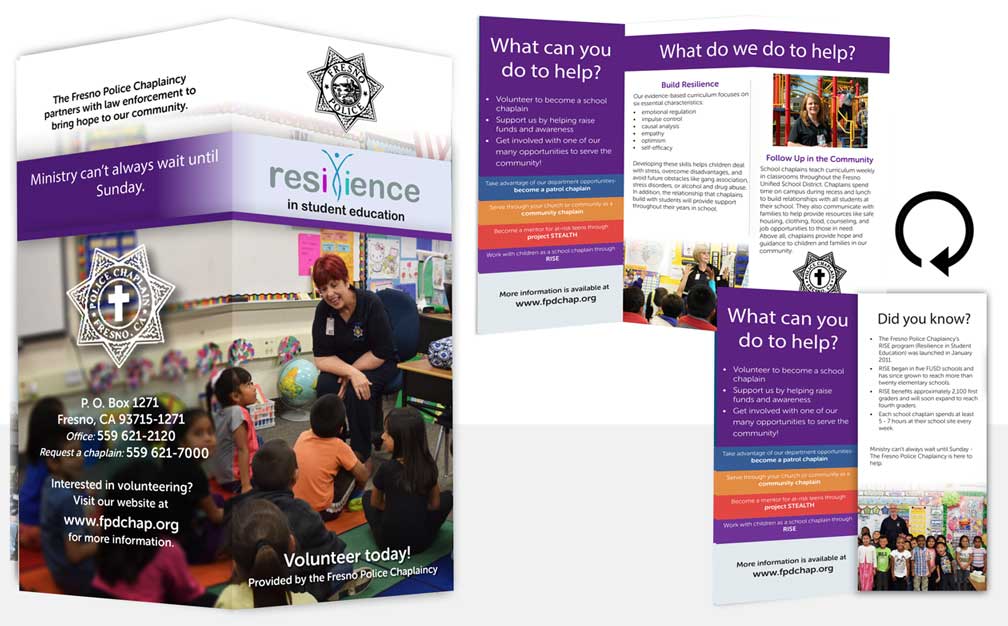 The Fresno Police Chaplaincy
partners with law enforcement to
bring hope to our community.
FRESNO
POLICE
Ministry can't always wait until
Sunday.
resilience
in student education
POLICE CHAPLAIN
FRESNO, CA.
P. O. Box 1271
Fresno, CA 93715-1271
Office: 559 621-2120
Request a chaplain: 559 621-7000
Interested in volunteering?
Visit our website at
www.fpdchap.org
for more information.
Volunteer today!
Provided by the Fresno Police Chaplaincy
What can you
do to help?
• Volunteer to become a school
chaplain
• Support us by helping raise
funds and awareness
• Get involved with one of our
many opportunities to serve the
community!
Take advantage of our department opportunities-
become a patrol chaplain
Serve through your church or community as a
community chaplain
Become a mentor for at-risk teens through
project STEALTH
Work with children as a school chaplain through
RISE
More information is available at
www.fpdchap.org
What do we do to help?
Build Resilience
Our evidence-based curriculum focuses on
six essential characteristics:
• emotional regulation
• impulse control
• causal analysis
• empathy
• optimism
• self-efficacy
Developing these skills helps children deal
with stress, overcome disadvantages, and
avoid future obstacles like gang association,
stress disorders, or alcohol and drug abuse.
In addition, the relationship that chaplains
build with students will provide support
throughout their years in school.
Follow Up in the Community
School chaplains teach curriculum weekly
in classrooms throughout the Fresno
Unified School District. Chaplains spend
time on campus during recess and lunch
to build relationships with all students at
their school. They also communicate with
families to help provide resources like safe
housing, clothing, food, counseling, and
job opportunities to those in need.
Above all, chaplains provide hope and
guidance to children and families in our
community.
POLICE CHAPLAIN
What can you
do to help?
• Volunteer to become a school
chaplain
• Support us by helping raise
funds and awareness
• Get involved with one of our
many opportunities to serve the
community!
Take advantage of our department opportunities-
become a patrol chaplain
Serve through your church or community as a
community chaplain
Become a mentor for at-risk teens through
project STEALTH
Work with children as a school chaplain through
RISE
More information is available at
www.fpdchap.org
Did you know?
• The Fresno Police Chaplaincy's
RISE program (Resilience in Student
Education) was launched in January
2011.
• RISE began in five FUSD schools and
has since grown to reach more than
twenty elementary schools.
• RISE benefits approximately 2,100 first
graders and will soon expand to reach
fourth graders.
• Each school chaplain spends at least
5 - 7 hours at their school site every
week.
Ministry can't always wait until Sunday -
The Fresno Police Chaplaincy is here to
help.